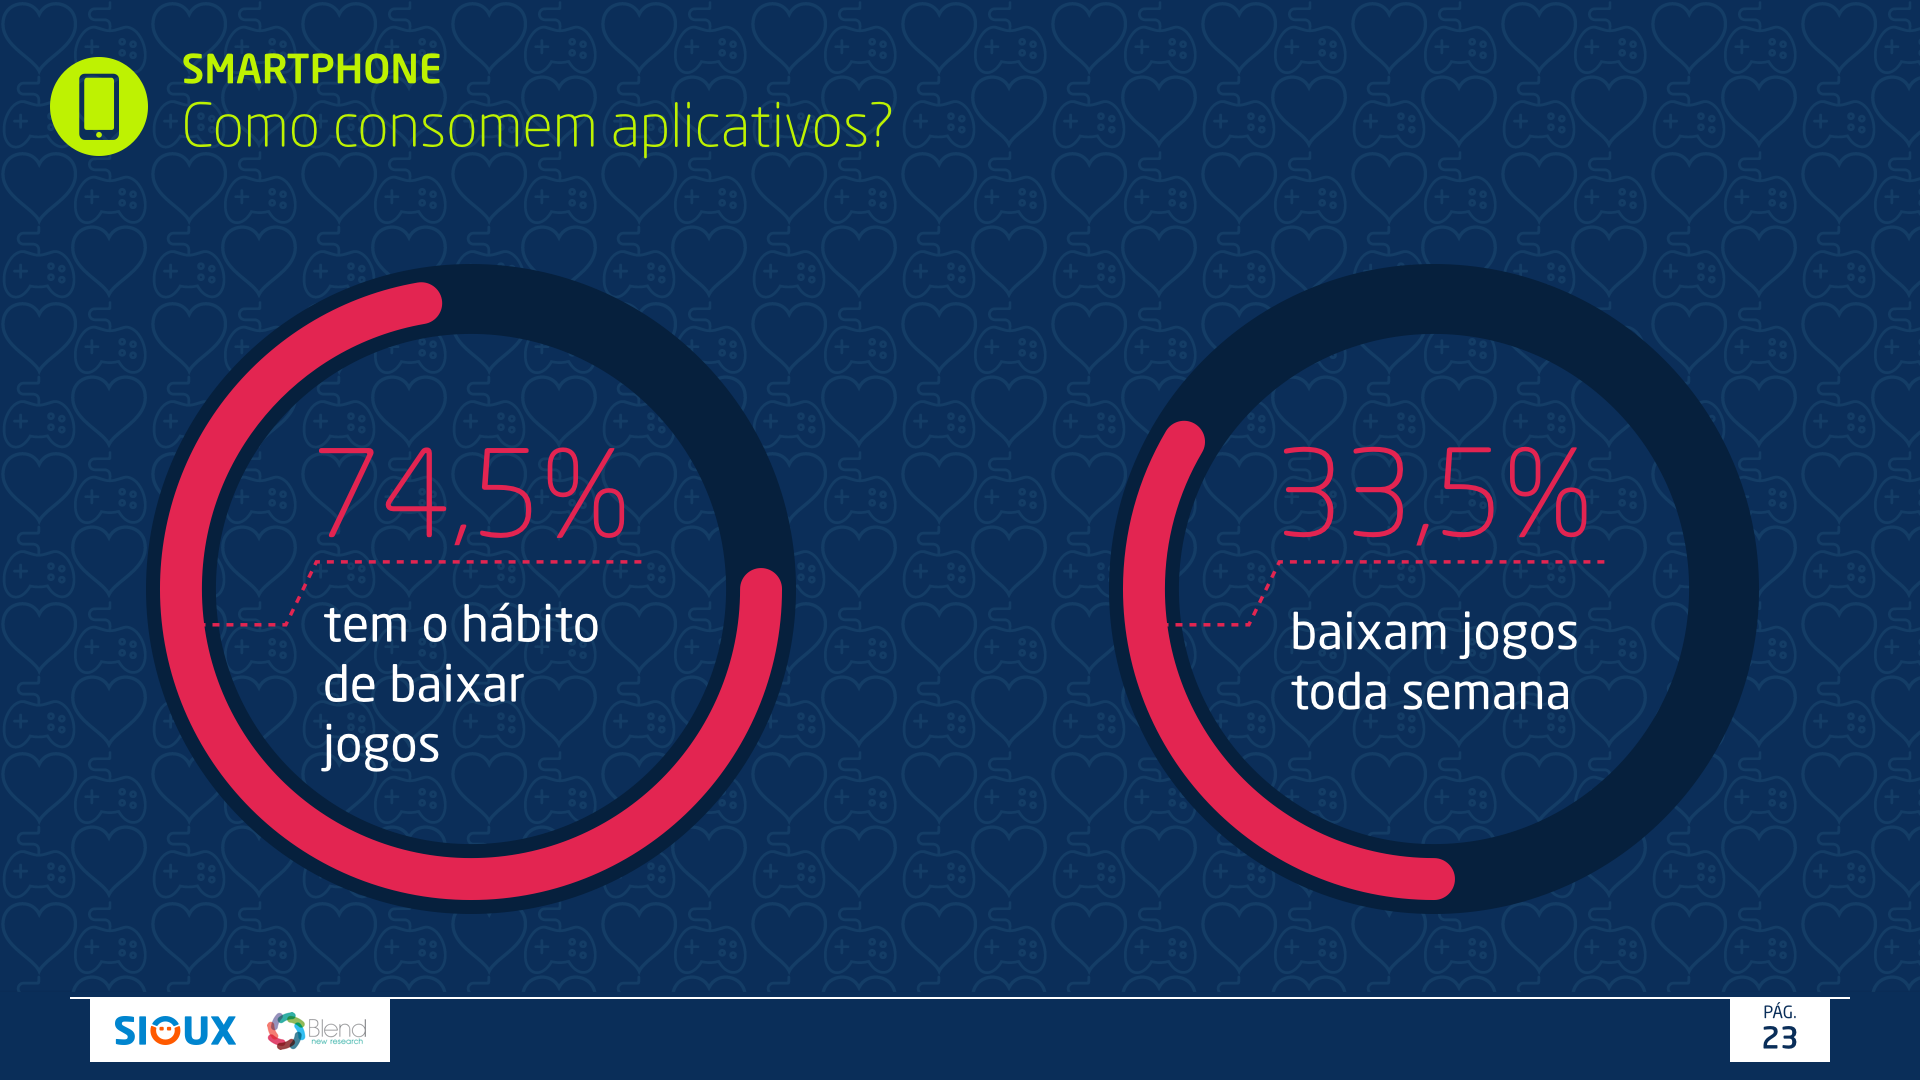 SMARTPHONE
Como consomem aplicativos?
74,5%
tem o hábito
de baixar
jogos
33,5%
baixam jogos
toda semana
SIOUX
Blend
new research
PÁG.
23